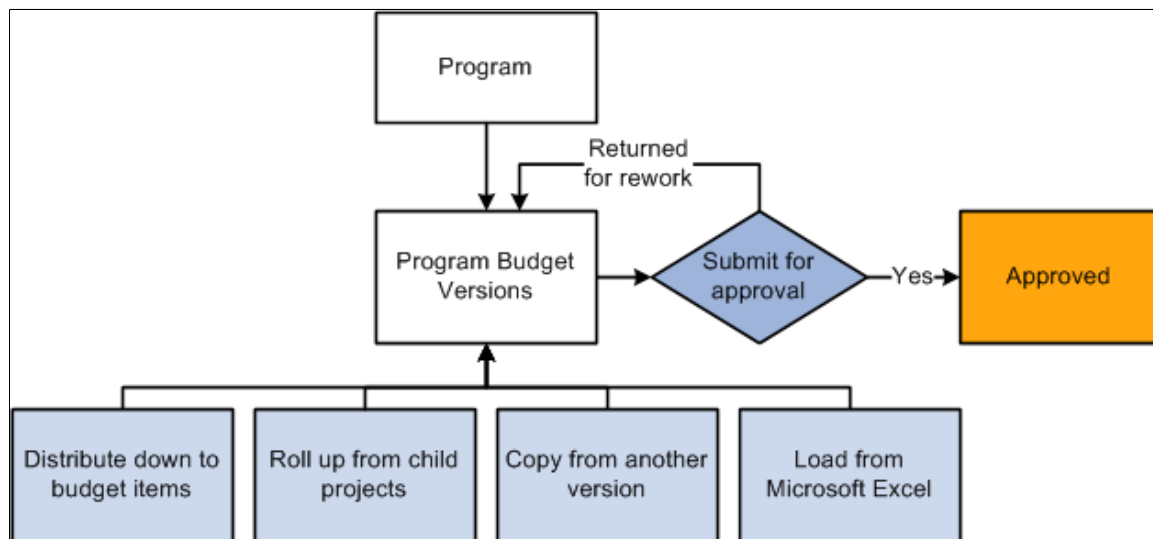 Program
Returned
for rework
Program Budget
Versions
Submit for
approval
Yes
Approved
Distribute down to
budget items
Roll up from child
projects
Copy from another
version
Load from
Microsoft Excel